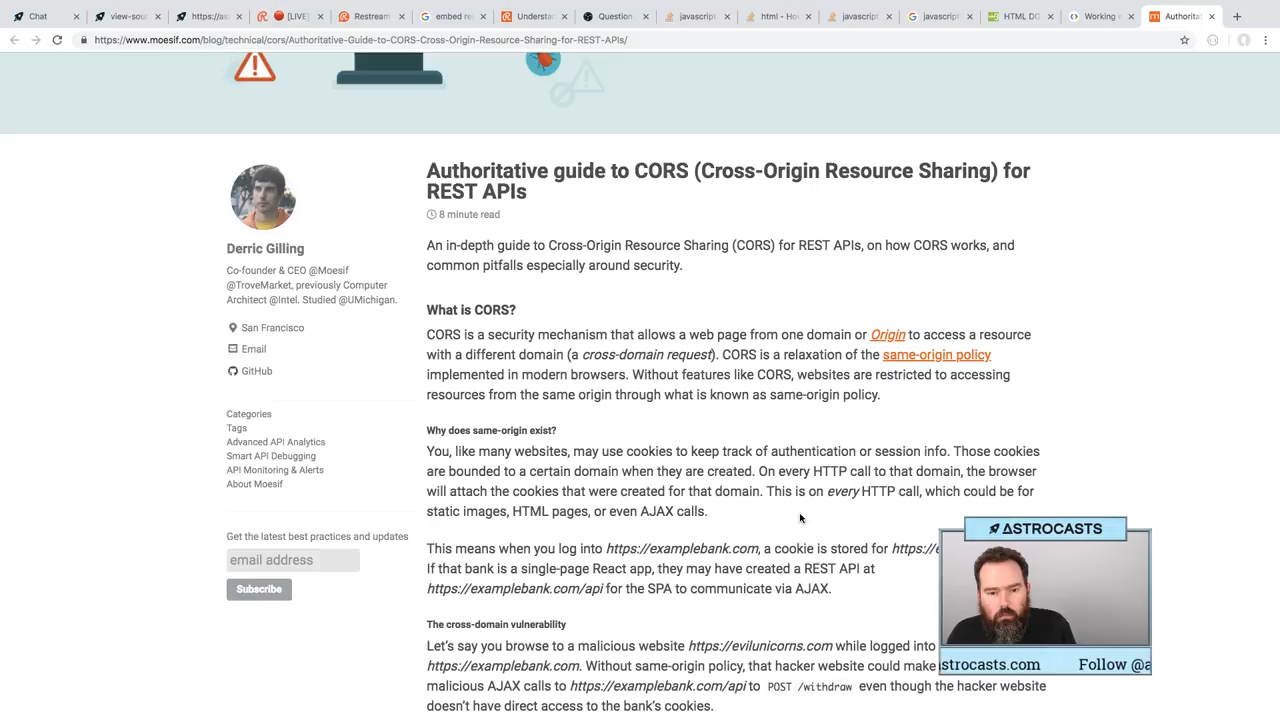 Chat
view-sour
https://as
[LIVE]
Restream
embed re
Understan
Question
javascript
html - Ho
javascript
javascript
HTML DO
Working w
Authorita
https://www.moesif.com/blog/technical/cors/Authoritative-Guide-to-CORS-Cross-Origin-Resource-Sharing-for-REST-APIs/
Derric Gilling
Co-founder & CEO @Moesif
@TroveMarket, previously Computer
Architect @Intel. Studied @UMichigan.
San Francisco
Email
GitHub
Categories
Tags
Advanced API Analytics
Smart API Debugging
API Monitoring & Alerts
About Moesif
Get the latest best practices and updates
email address
Subscribe
Authoritative guide to CORS (Cross-Origin Resource Sharing) for
REST APIs
8 minute read
An in-depth guide to Cross-Origin Resource Sharing (CORS) for REST APIs, on how CORS works, and
common pitfalls especially around security.
What is CORS?
CORS is a security mechanism that allows a web page from one domain or Origin to access a resource
with a different domain (a cross-domain request). CORS is a relaxation of the same-origin policy
implemented in modern browsers. Without features like CORS, websites are restricted to accessing
resources from the same origin through what is known as same-origin policy.
Why does same-origin exist?
You, like many websites, may use cookies to keep track of authentication or session info. Those cookies
are bounded to a certain domain when they are created. On every HTTP call to that domain, the browser
will attach the cookies that were created for that domain. This is on every HTTP call, which could be for
static images, HTML pages, or even AJAX calls.
This means when you log into https://examplebank.com, a cookie is stored for https://e
If that bank is a single-page React app, they may have created a REST API at
https://examplebank.com/api for the SPA to communicate via AJAX.
The cross-domain vulnerability
Let's say you browse to a malicious website https://evilunicorns.com while logged into
https://examplebank.com. Without same-origin policy, that hacker website could make
malicious AJAX calls to https://examplebank.com/api to POST /withdraw even though the hacker website
doesn't have direct access to the bank's cookies.
ASTROCASTS
strocasts.com Follow @a